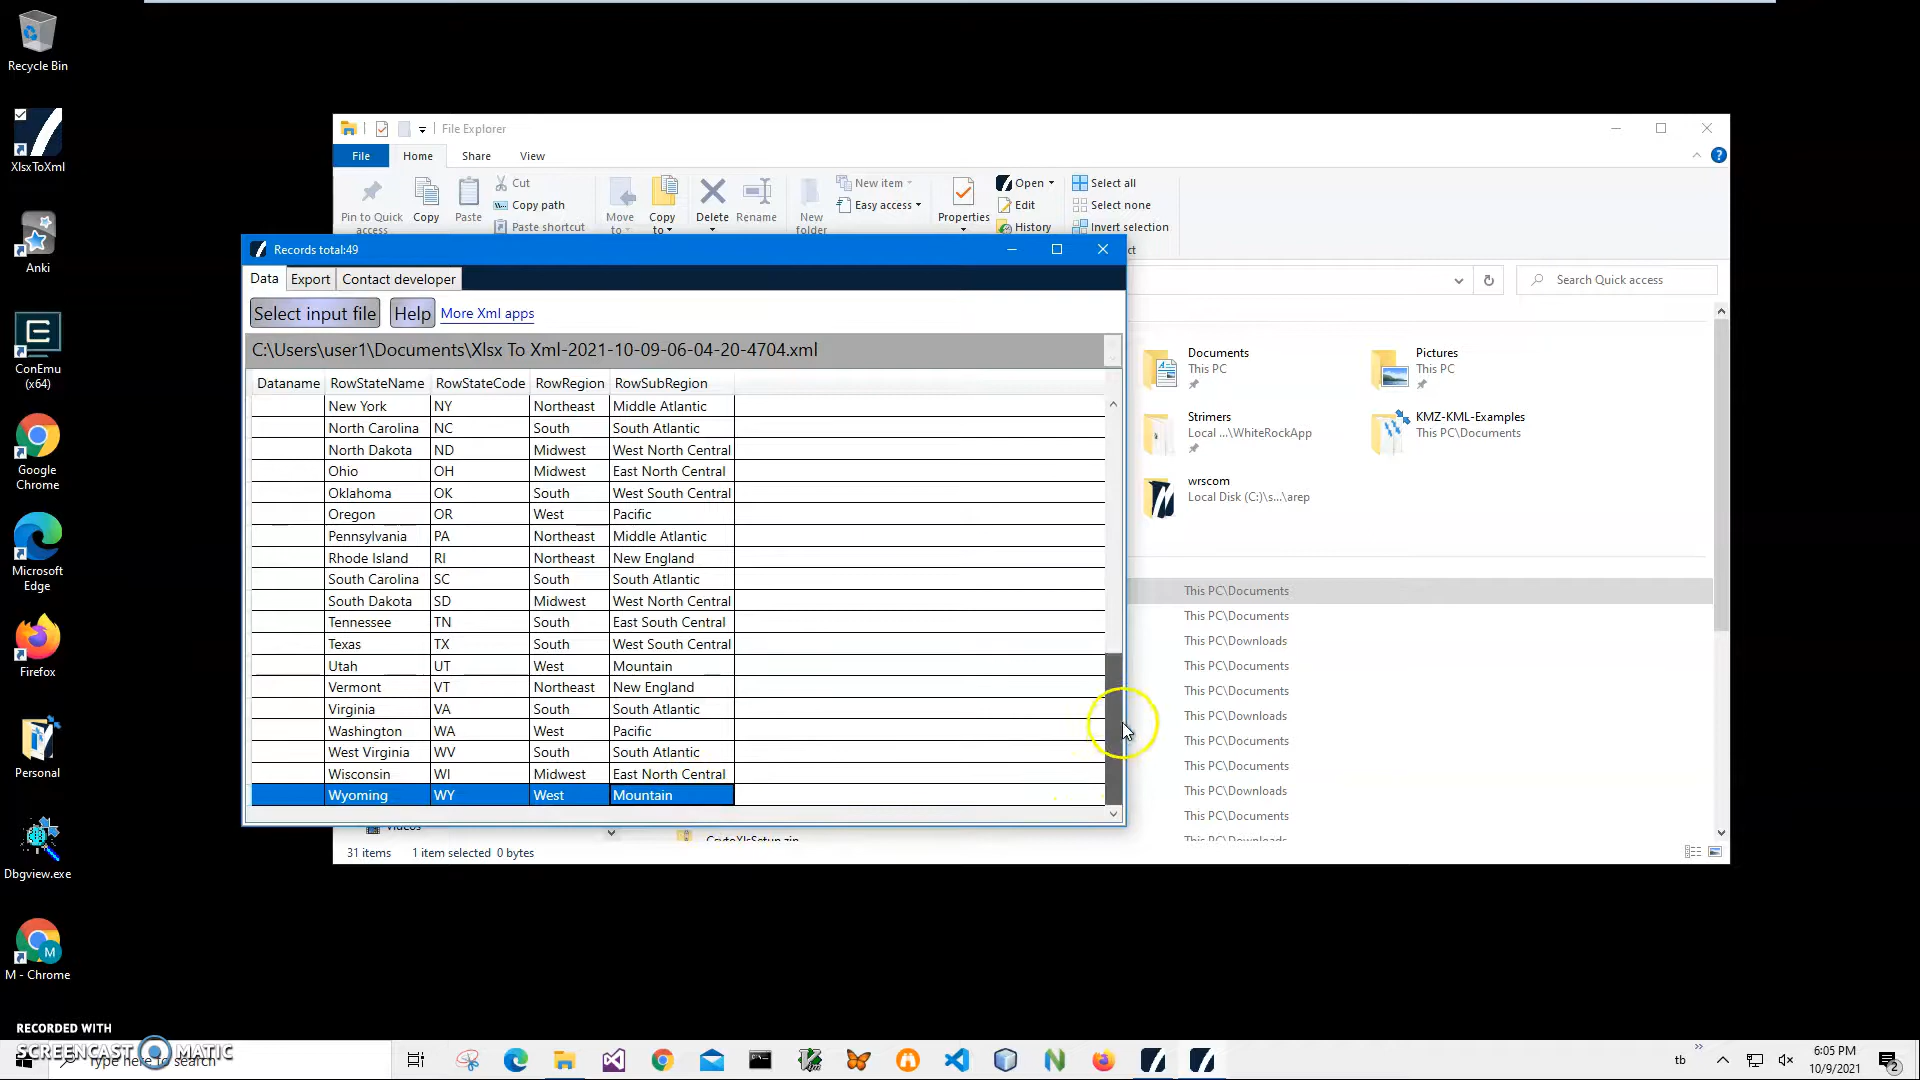 Recycle Bin
XlsxToXml
Anki
ConEmu
(x64)
Google
Chrome
Microsoft
Edge
Firefox
Personal
Dbgview.exe
M - Chrome
File Explorer
File Home Share View
Pin to Quick
access
Copy
Paste
Cut
Copy path
Paste shortcut
Move
to
Copy
to
Delete
Rename
New
folder
New item
Easy access
Properties
Open
Edit
History
Select all
Select none
Invert selection
Search Quick access
Records total:49
Data Export Contact developer
Select input file Help More Xml apps
C:\Users\user1\Documents\Xlsx To Xml-2021-10-09-06-04-20-4704.xml
Dataname RowStateName RowStateCode RowRegion RowSubRegion
New York NY Northeast Middle Atlantic
North Carolina NC South South Atlantic
North Dakota ND Midwest West North Central
Ohio OH Midwest East North Central
Oklahoma OK South West South Central
Oregon OR West Pacific
Pennsylvania PA Northeast Middle Atlantic
Rhode Island RI Northeast New England
South Carolina SC South South Atlantic
South Dakota SD Midwest West North Central
Tennessee TN South East South Central
Texas TX South West South Central
Utah UT West Mountain
Vermont VT Northeast New England
Virginia VA South South Atlantic
Washington WA West Pacific
West Virginia WV South South Atlantic
Wisconsin WI Midwest East North Central
Wyoming WY West Mountain
Documents
This PC
Pictures
This PC
Strimers
Local ...\WhiteRockApp
KMZ-KML-Examples
This PC\Documents
wrscom
Local Disk (C:)\s...\arep
This PC\Documents
This PC\Documents
This PC\Downloads
This PC\Documents
This PC\Documents
This PC\Downloads
This PC\Documents
This PC\Documents
This PC\Documents
This PC\Documents
This PC\Downloads
Videos
31 items 1 item selected 0 bytes
RECORDED WITH
SCREENCAST MATIC
Type here to search
tb
6:05 PM
10/9/2021
2